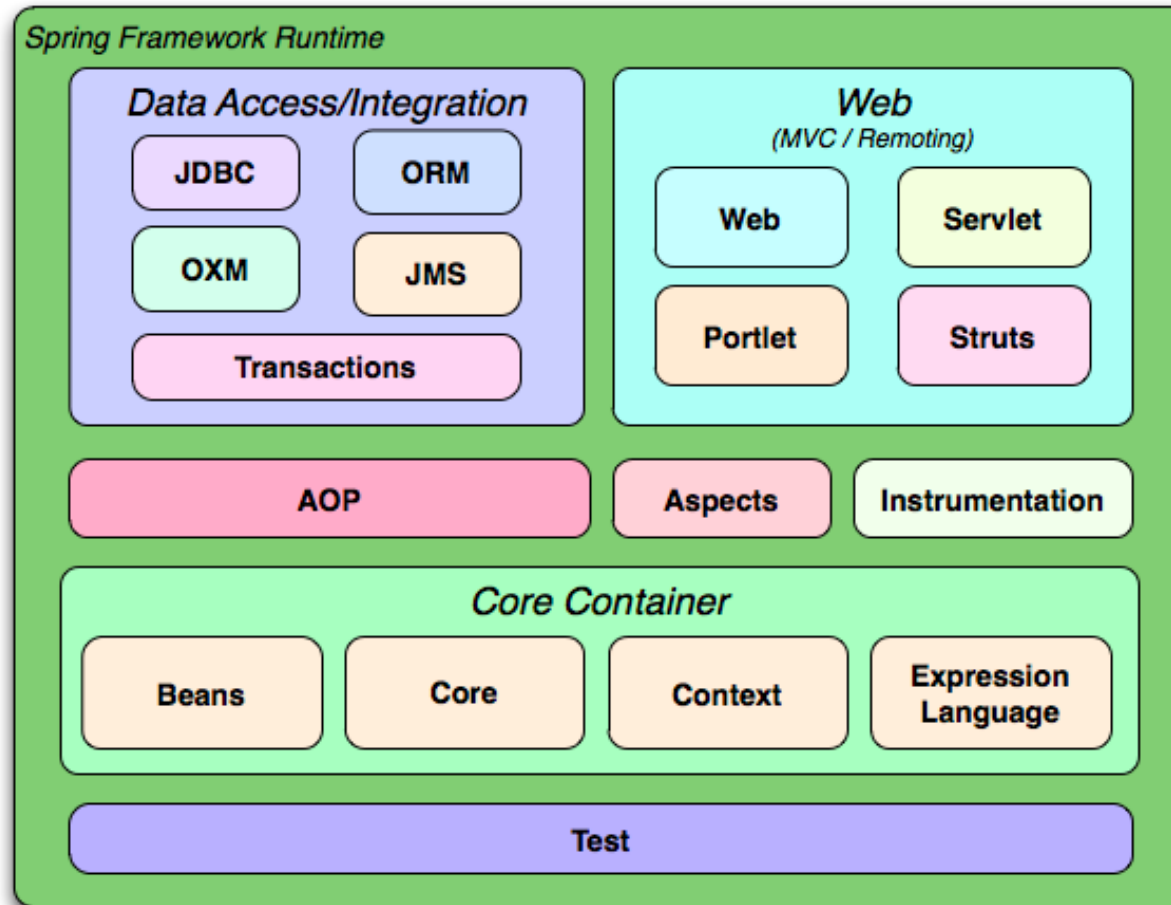 Spring Framework Runtime
Data Access/Integration
JDBC
ORM
OXM
JMS
Transactions
Web
(MVC / Remoting)
Web
Servlet
Portlet
Struts
AOP
Aspects
Instrumentation
Core Container
Beans
Core
Context
Expression
Language
Test